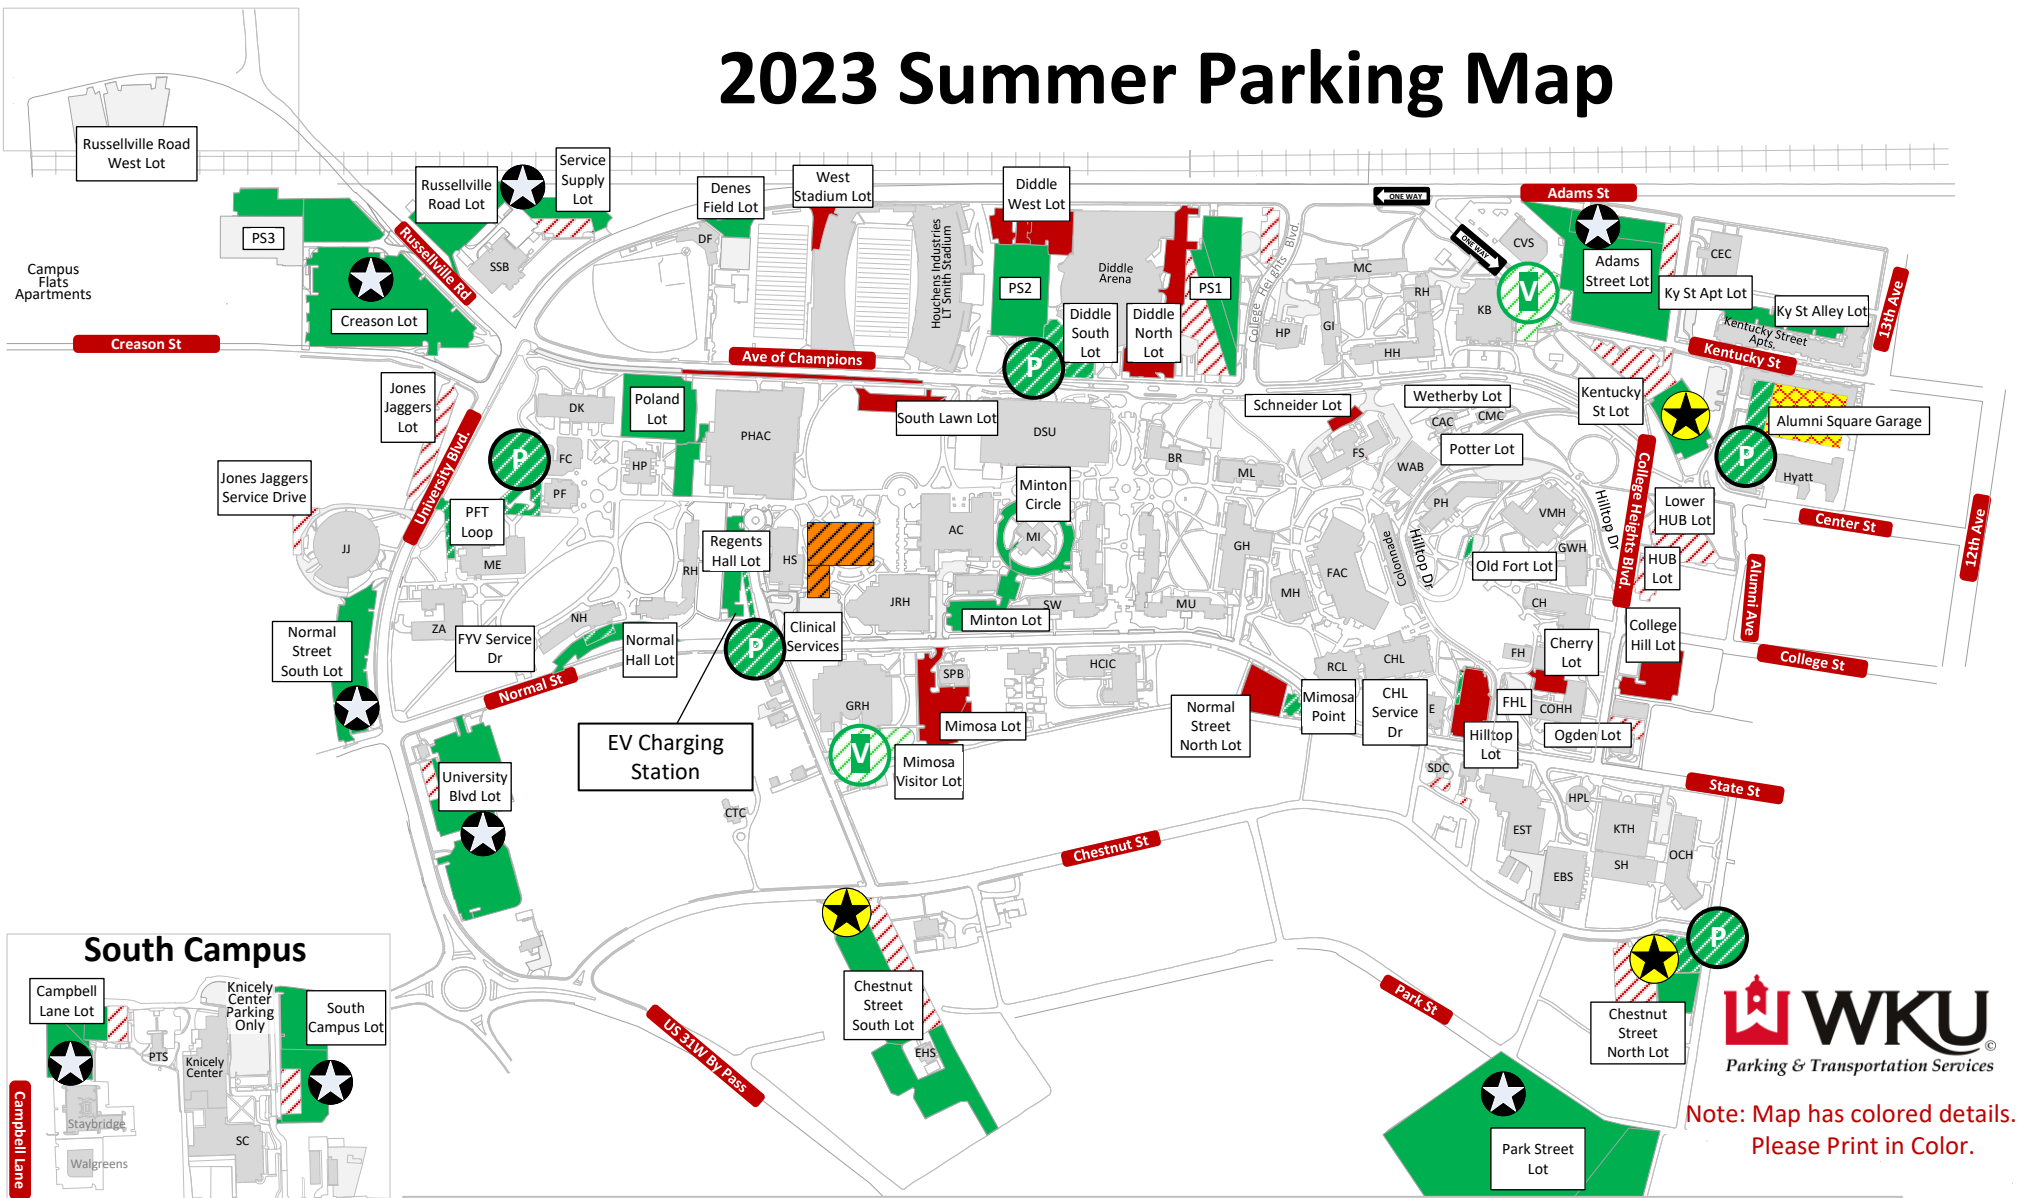 2023 Summer Parking Map
Russellville Road
West Lot
Russellville
Road Lot
Service
Supply
Lot
Denes
Field Lot
West
Stadium Lot
Diddle
West Lot
ONE WAY
Adams St
PS3
Russellville Rd
SSB
DF
Houchens Industries
LT Smith Stadium
Diddle
Arena
PS2
PS1
College Heights Blvd
MC
RH
ONE WAY
CVS
V
Adams
Street Lot
CEC
Ky St Apt Lot
Ky St Alley Lot
13th Ave
Campus
Flats
Apartments
Creason Lot
Creason St
Diddle
South
Lot
Diddle
North
Lot
HP
GI
HH
KB
Kentucky Street
Apts.
Kentucky St
Ave of Champions
P
Jones
Jaggers
Lot
DK
Poland
Lot
PHAC
South Lawn Lot
DSU
Schneider Lot
Wetherby Lot
CAC
CMC
Potter Lot
Kentucky
St Lot
Alumni Square Garage
P
Hyatt
University Blvd.
P
FC
HP
PF
BR
ML
FS
WAB
College Heights Blvd.
Jones Jaggers
Service Drive
PFT
Loop
Minton
Circle
PH
VMH
Hilltop Dr
Lower
HUB Lot
Center St
12th Ave
JJ
ME
Regents
Hall Lot
RH
HS
AC
MI
GH
FAC
Colonade
Hilltop Dr
Old Fort Lot
GWH
HUB
Lot
Alumni Ave
JRH
SW
MU
MH
CH
Normal
Street
South Lot
ZA
FYV Service
Dr
NH
Normal
Hall Lot
P
Clinical
Services
Minton Lot
College
Hill Lot
College St
Cherry
Lot
FH
Normal St
GRH
SPB
HCIC
RCL
CHL
Mimosa
Point
CHL
Service
Dr
E
FHL
COHH
Mimosa Lot
Normal
Street
North Lot
Hilltop
Lot
Ogden Lot
EV Charging
Station
V
Mimosa
Visitor Lot
University
Blvd Lot
SDC
State St
CTC
HPL
EST
KTH
SH
OCH
EBS
Chestnut St
P
South Campus
Campbell
Lane Lot
Knicely
Center
Parking
Only
South
Campus Lot
PTS
Knicely
Center
Campbell Lane
Staybridge
Walgreens
SC
US 31W By Pass
Chestnut
Street
South Lot
EHS
Park St
Chestnut
Street
North Lot
Park Street
Lot
WKU
©
Parking & Transportation Services
Note: Map has colored details.
Please Print in Color.